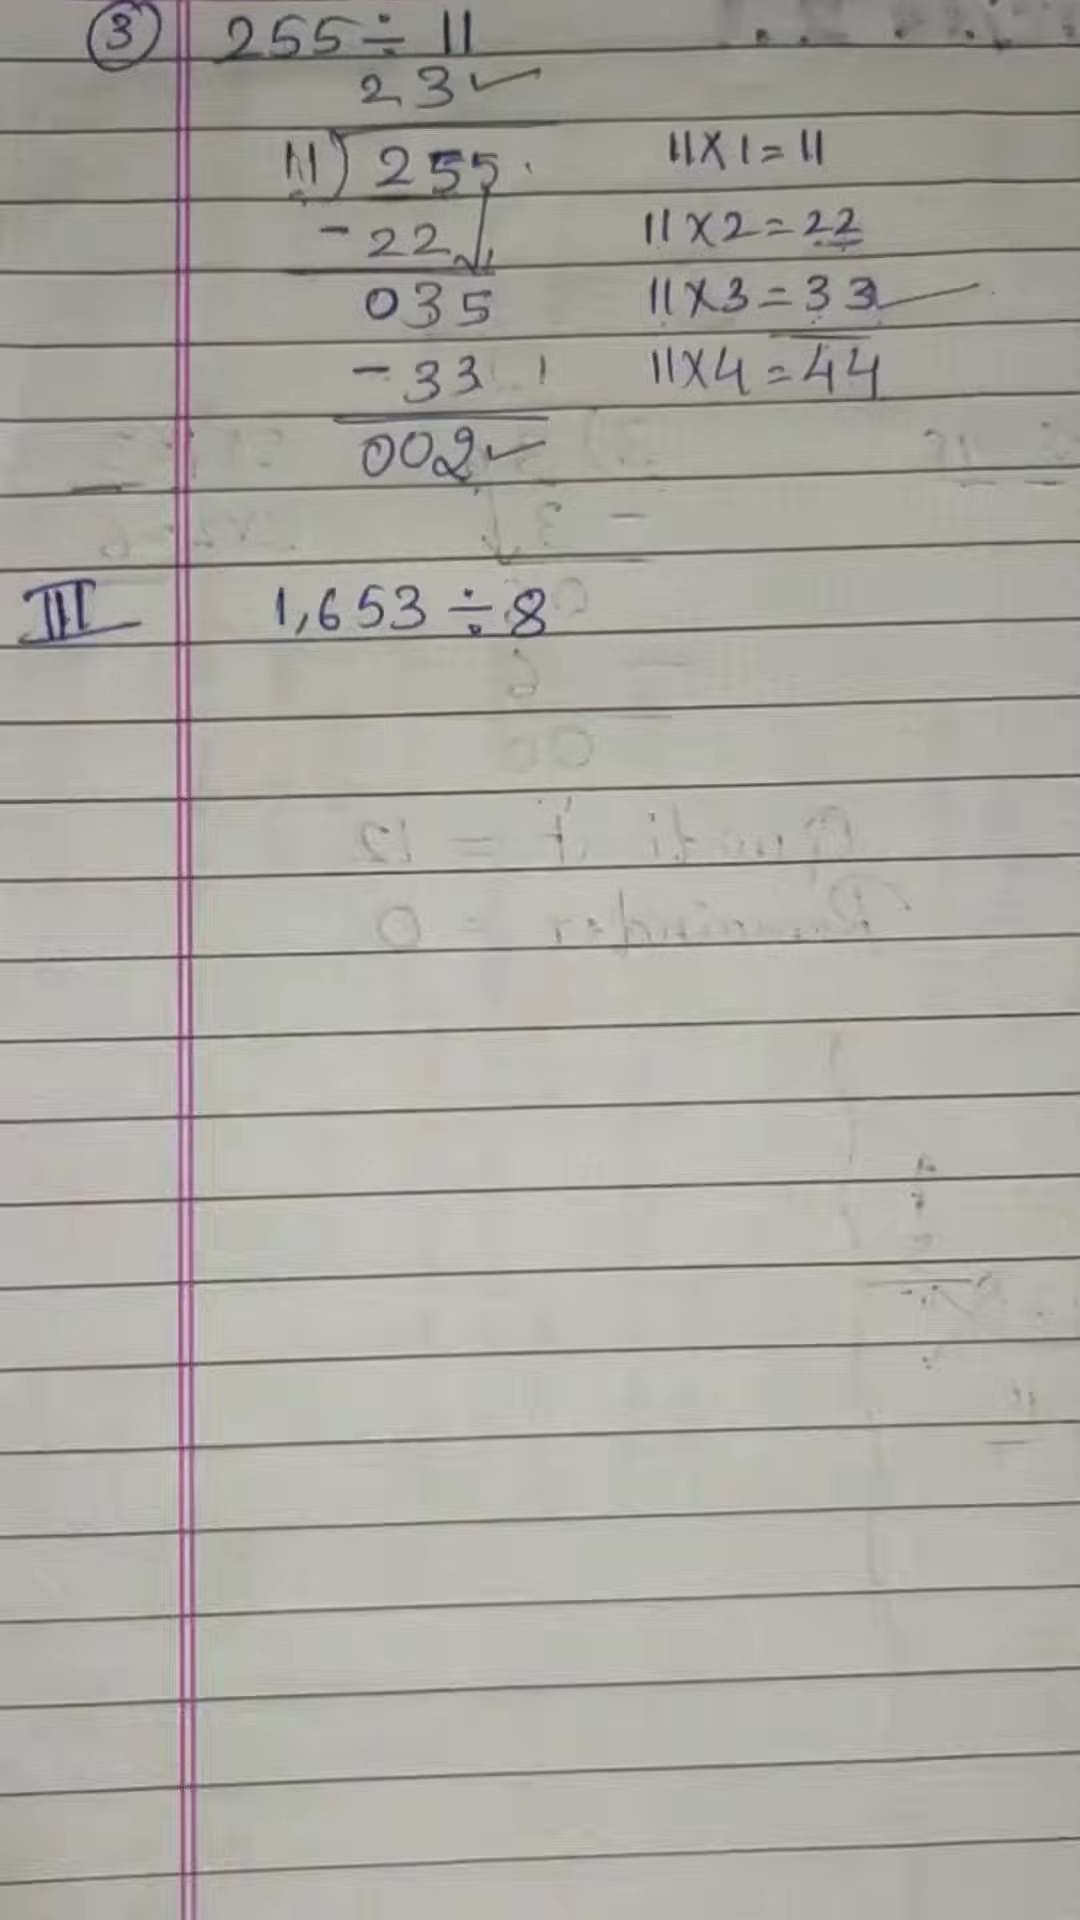 ③ 255 ÷ 11
23 ✓
11) 255 11 × 1 = 11
- 22 11 × 2 = 22
035 11 × 3 = 33
- 33 11 × 4 = 44
002 ✓
III 1,653 ÷ 8